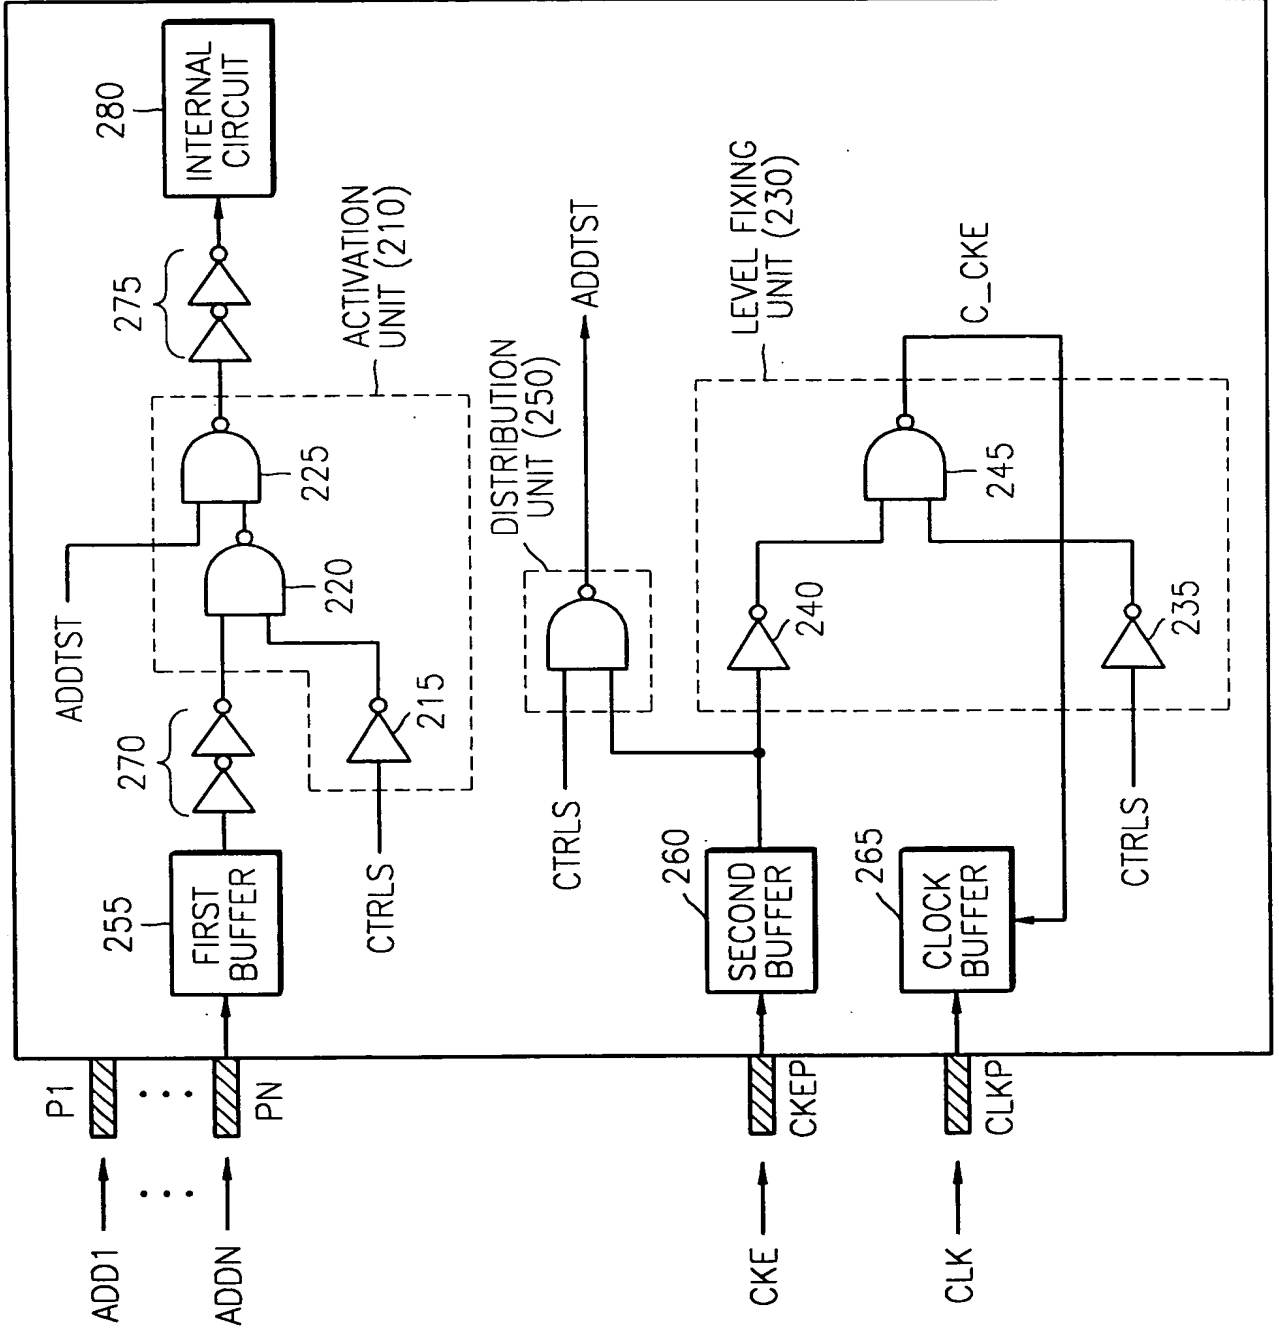 ADD1
ADDN
P1
PN
255
FIRST
BUFFER
270
ADDTST
CTRLS
215
220
225
ACTIVATION
UNIT (210)
275
280
INTERNAL
CIRCUIT
CTRLS
DISTRIBUTION
UNIT (250)
ADDTST
CKE
CKEP
260
SECOND
BUFFER
240
245
LEVEL FIXING
UNIT (230)
C_CKE
CLK
CLKP
265
CLOCK
BUFFER
CTRLS
235